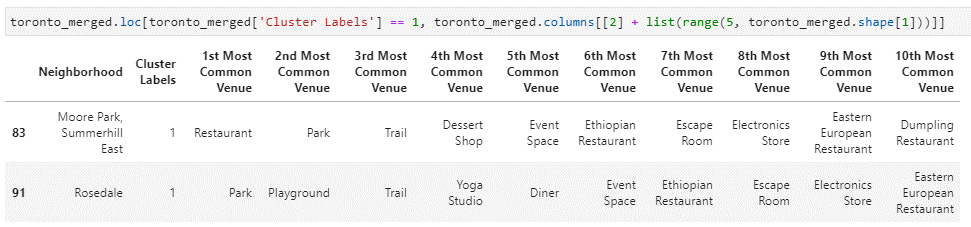 toronto_merged.loc[toronto_merged['Cluster Labels'] == 1, toronto_merged.columns[[2] + list(range(5, toronto_merged.shape[1]))]]
Neighborhood Cluster Labels 1st Most Common Venue 2nd Most Common Venue 3rd Most Common Venue 4th Most Common Venue 5th Most Common Venue 6th Most Common Venue 7th Most Common Venue 8th Most Common Venue 9th Most Common Venue 10th Most Common Venue
83 Moore Park, Summerhill East 1 Restaurant Park Trail Dessert Shop Event Space Ethiopian Restaurant Escape Room Electronics Store Eastern European Restaurant Dumpling Restaurant
91 Rosedale 1 Park Playground Trail Yoga Studio Diner Event Space Ethiopian Restaurant Escape Room Electronics Store Eastern European Restaurant